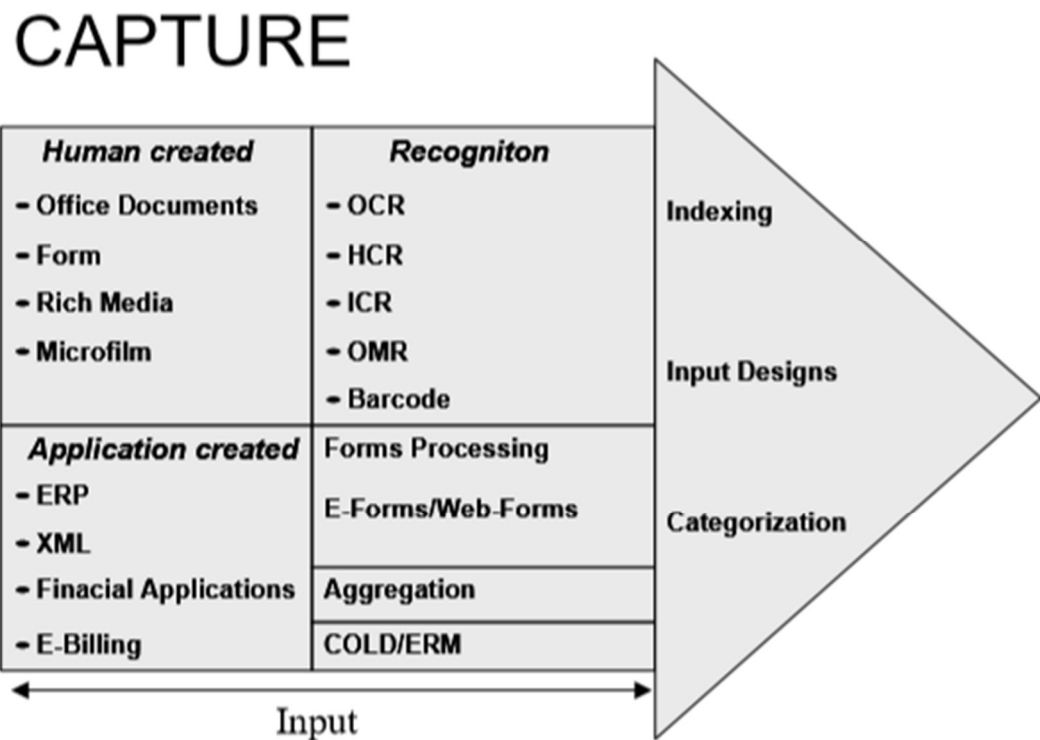 CAPTURE
Human created
- Office Documents
- Form
- Rich Media
- Microfilm
Recogniton
- OCR
- HCR
- ICR
- OMR
- Barcode
Application created
- ERP
- XML
- Finacial Applications
- E-Billing
Forms Processing
E-Forms/Web-Forms
Aggregation
COLD/ERM
Indexing
Input Designs
Categorization
Input